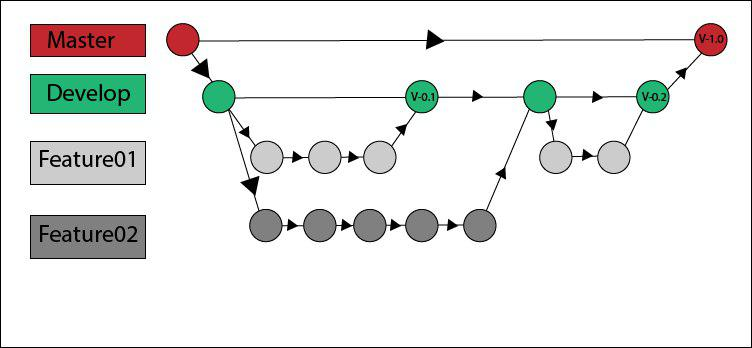 Master
V-1.0
Develop
V-0.1
V-0.2
Feature01
Feature02